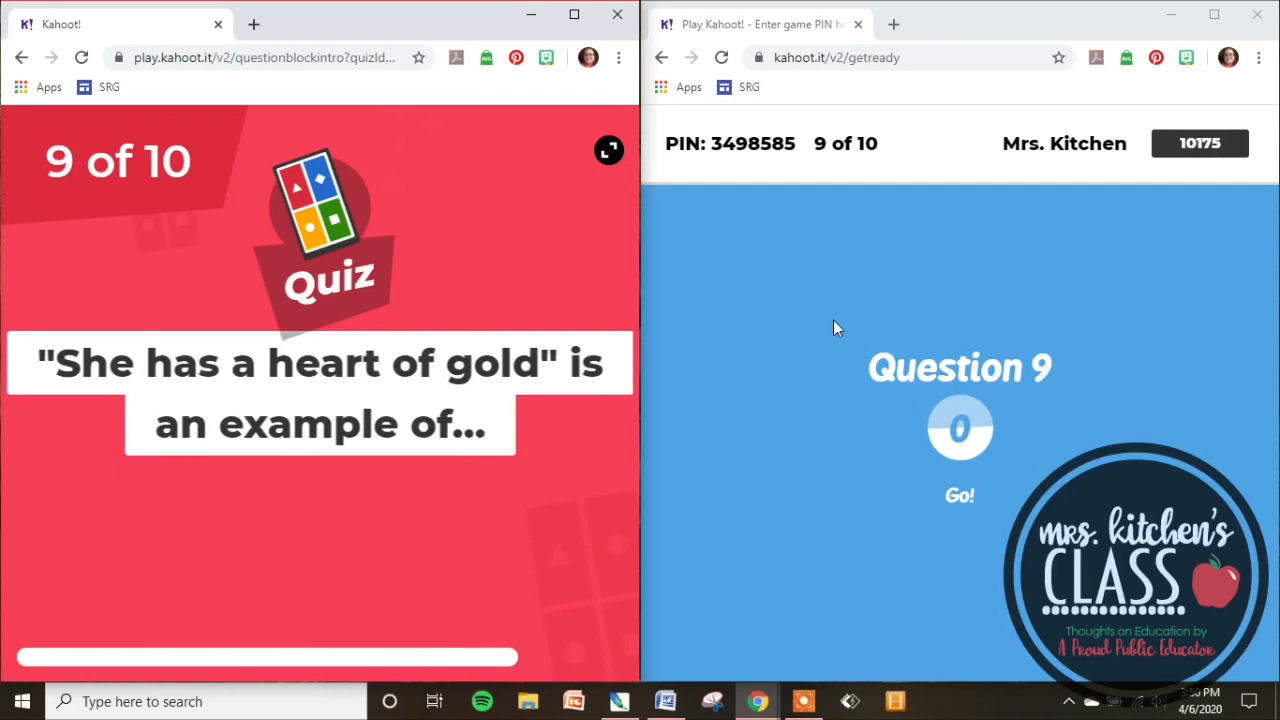 Kahoot!
play.kahoot.it/v2/questionblockintro?quizId...
Apps
SRG
9 of 10
Quiz
"She has a heart of gold" is
an example of...
Play Kahoot! - Enter game PIN he
kahoot.it/v2/getready
Apps
SRG
PIN: 3498585 9 of 10
Mrs. Kitchen
10175
Question 9
0
Go!
mrs. kitchen's
CLASS
Thoughts on Education by
A Proud Public Educator
Type here to search
3:50 PM
4/6/2020